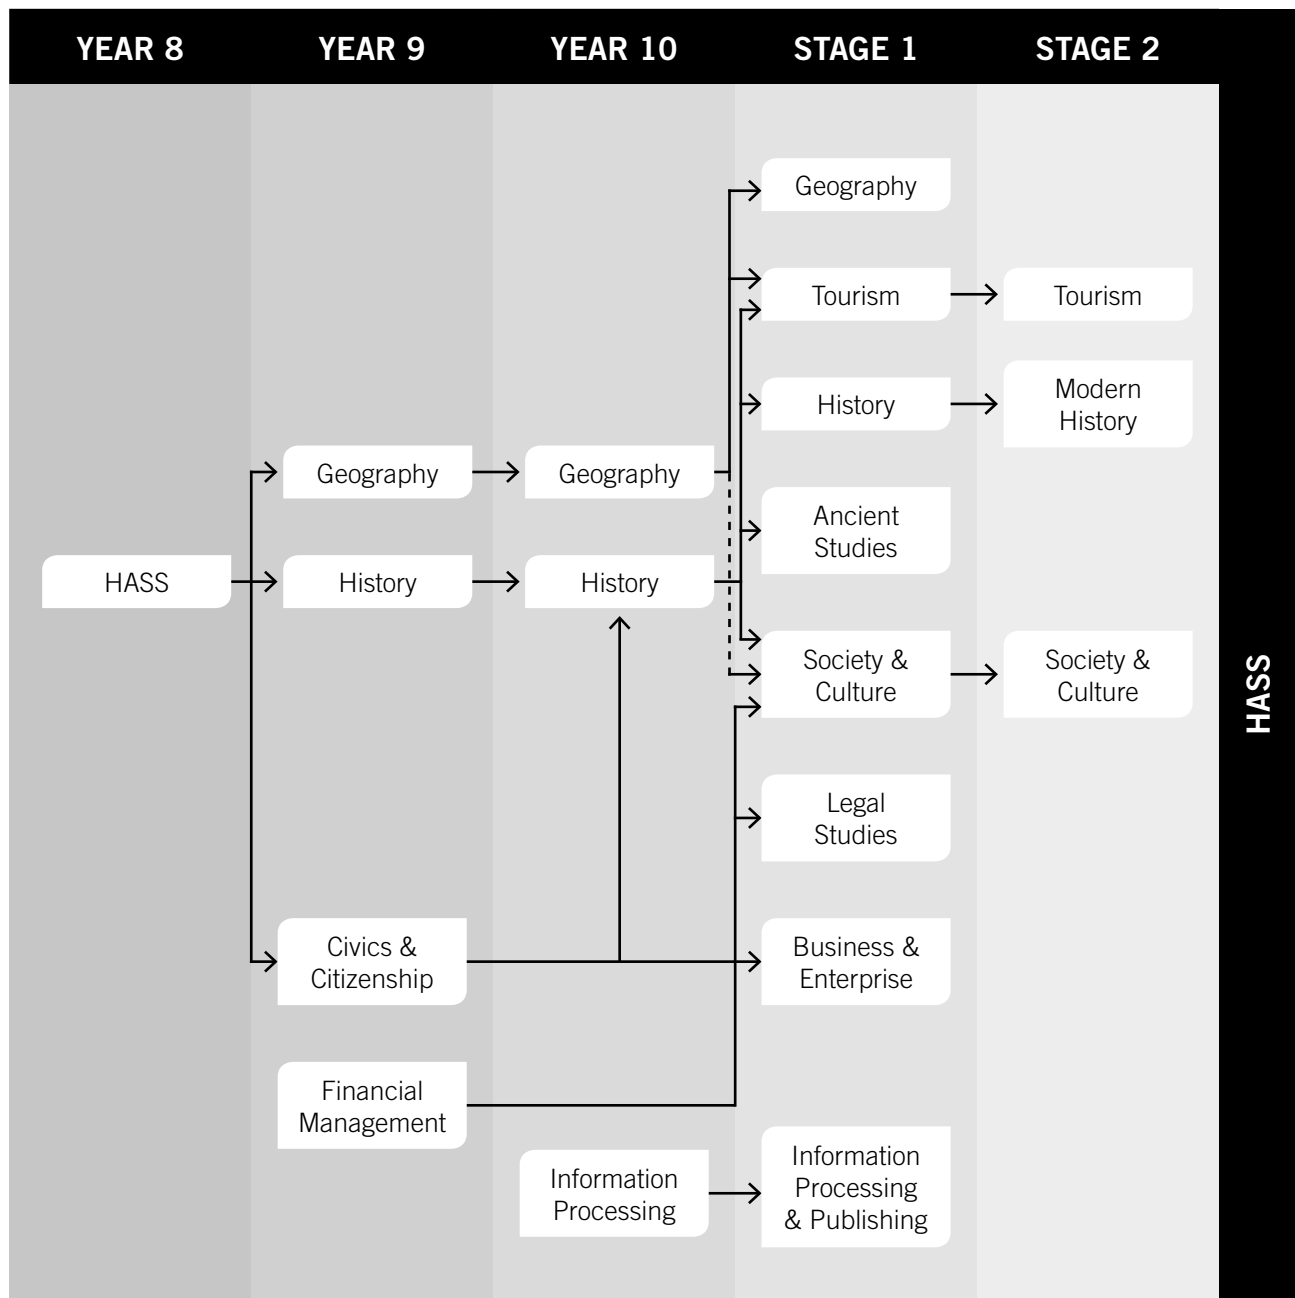 YEAR 8
YEAR 9
YEAR 10
STAGE 1
STAGE 2
Geography
Tourism
Tourism
History
Modern
History
Geography
Geography
Ancient
Studies
HASS
History
History
Society &
Culture
Society &
Culture
HASS
Legal
Studies
Civics &
Citizenship
Business &
Enterprise
Financial
Management
Information
Processing
Information
Processing
& Publishing